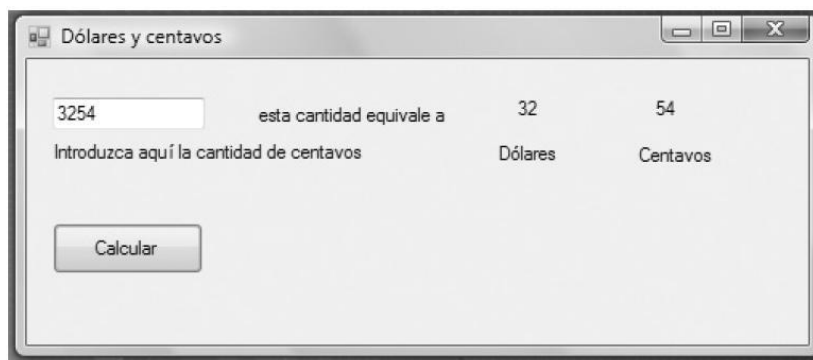 Dólares y centavos
3254 esta cantidad equivale a 32 54
Introduzca aquí la cantidad de centavos Dólares Centavos
Calcular